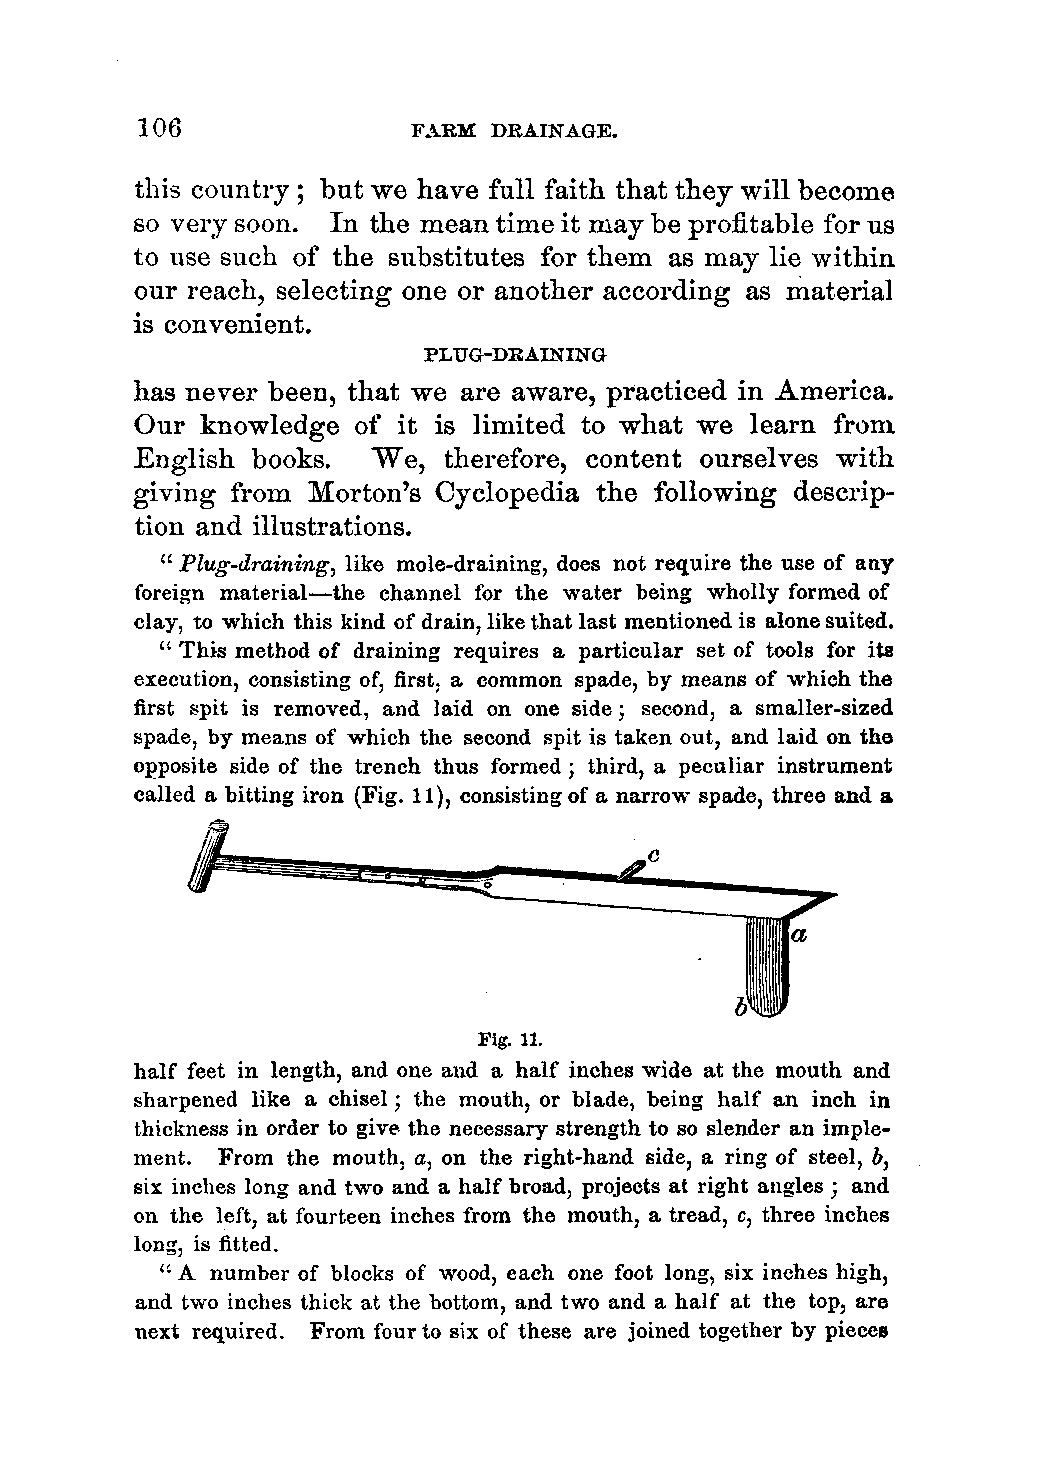 106 FARM DRAINAGE.
this country; but we have full faith that they will become
so very soon. In the mean time it may be profitable for us
to use such of the substitutes for them as may lie within
our reach, selecting one or another according as material
is convenient.
PLUG-DRAINING
has never been, that we are aware, practiced in America.
Our knowledge of it is limited to what we learn from
English books. We, therefore, content ourselves with
giving from Morton's Cyclopedia the following descrip-
tion and illustrations.
" Plug-draining, like mole-draining, does not require the use of any
foreign material—the channel for the water being wholly formed of
clay, to which this kind of drain, like that last mentioned is alone suited.
" This method of draining requires a particular set of tools for its
execution, consisting of, first, a common spade, by means of which the
first spit is removed, and laid on one side; second, a smaller-sized
spade, by means of which the second spit is taken out, and laid on the
opposite side of the trench thus formed; third, a peculiar instrument
called a bitting iron (Fig. 11), consisting of a narrow spade, three and a
c
a
b
Fig. 11.
half feet in length, and one and a half inches wide at the mouth and
sharpened like a chisel; the mouth, or blade, being half an inch in
thickness in order to give the necessary strength to so slender an imple-
ment. From the mouth, a, on the right-hand side, a ring of steel, b,
six inches long and two and a half broad, projects at right angles; and
on the left, at fourteen inches from the mouth, a tread, c, three inches
long, is fitted.
" A number of blocks of wood, each one foot long, six inches high,
and two inches thick at the bottom, and two and a half at the top, are
next required. From four to six of these are joined together by pieces